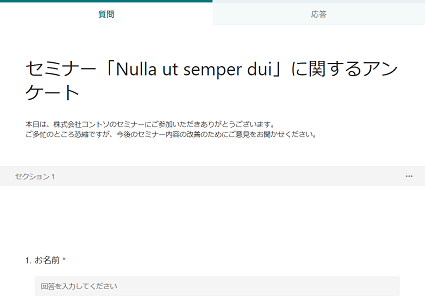 質問
応答
セミナー「Nulla ut semper dui」に関するアン
ケート
本日は、株式会社コントソのセミナーにご参加いただきありがとうございます。
ご多忙のところ恐縮ですが、今後のセミナー内容の改善のためにご意見をお聞かせください。
セクション 1
...
1. お名前 *
回答を入力してください